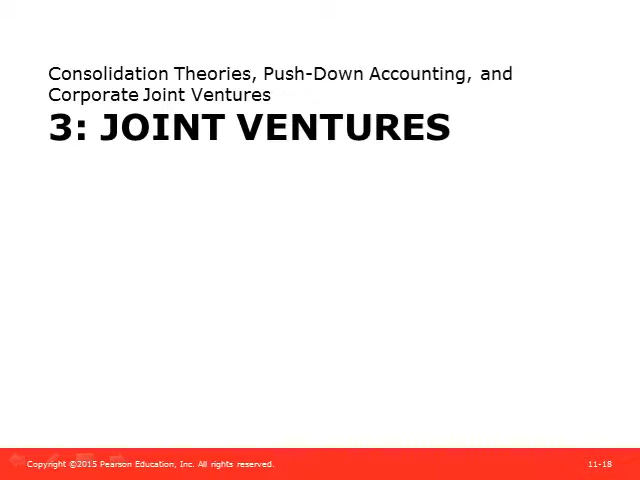 Consolidation Theories, Push-Down Accounting, and
Corporate Joint Ventures
3: JOINT VENTURES
Copyright ©2015 Pearson Education, Inc. All rights reserved.
11-18